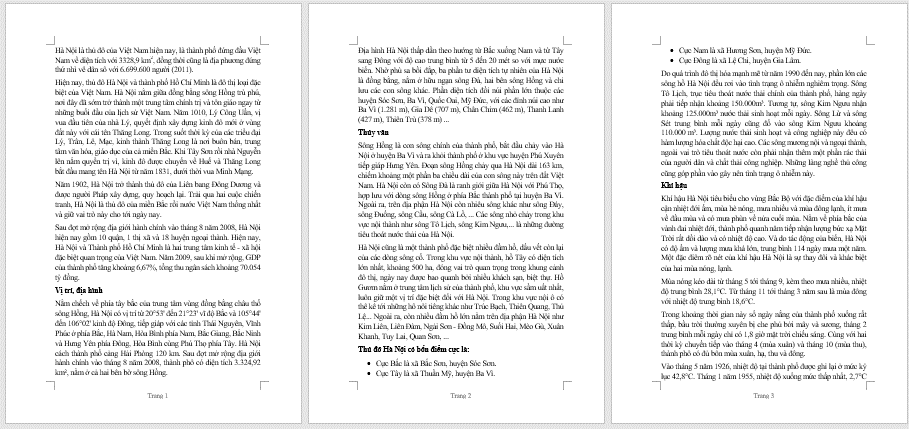 Hà Nội là thủ đô của Việt Nam hiện nay, là thành phố đứng đầu Việt
Nam về diện tích với 3328,9 km², đồng thời cũng là địa phương đứng
thứ nhì về dân số với 6.699.600 người (2011).
Hiện nay, thủ đô Hà Nội và thành phố Hồ Chí Minh là đô thị loại đặc
biệt của Việt Nam. Hà Nội nằm giữa đồng bằng sông Hồng trù phú,
nơi đây đã sớm trở thành một trung tâm chính trị và tôn giáo ngay từ
những buổi đầu của lịch sử Việt Nam. Năm 1010, Lý Công Uẩn, vị
vua đầu tiên của nhà Lý, quyết định xây dựng kinh đô mới ở vùng
đất này với cái tên Thăng Long. Trong suốt thời kỳ của các triều đại
Lý, Trần, Lê, Mạc, kinh thành Thăng Long là nơi buôn bán, trung
tâm văn hóa, giáo dục của cả miền Bắc. Khi Tây Sơn rồi nhà Nguyễn
lên nắm quyền trị vì, kinh đô được chuyển về Huế và Thăng Long
bắt đầu mang tên Hà Nội từ năm 1831, dưới thời vua Minh Mạng.
Năm 1902, Hà Nội trở thành thủ đô của Liên bang Đông Dương và
được người Pháp xây dựng, quy hoạch lại. Trải qua hai cuộc chiến
tranh, Hà Nội là thủ đô của miền Bắc rồi nước Việt Nam thống nhất
và giữ vai trò này cho tới ngày nay.
Sau đợt mở rộng địa giới hành chính vào tháng 8 năm 2008, Hà Nội
hiện nay gồm 10 quận, 1 thị xã và 18 huyện ngoại thành. Hiện nay,
Hà Nội và Thành phố Hồ Chí Minh là hai trung tâm kinh tế - xã hội
đặc biệt quan trọng của Việt Nam. Năm 2009, sau khi mở rộng, GDP
của thành phố tăng khoảng 6,67%, tổng thu ngân sách khoảng 70.054
tỷ đồng.
Vị trí, địa hình
Nằm chếch về phía tây bắc của trung tâm vùng đồng bằng châu thổ
sông Hồng, Hà Nội có vị trí từ 20°53' đến 21°23' vĩ độ Bắc và 105°44'
đến 106°02' kinh độ Đông, tiếp giáp với các tỉnh Thái Nguyên, Vĩnh
Phúc ở phía Bắc, Hà Nam, Hòa Bình phía Nam, Bắc Giang, Bắc Ninh
và Hưng Yên phía Đông, Hòa Bình cùng Phú Thọ phía Tây. Hà Nội
cách thành phố cảng Hải Phòng 120 km. Sau đợt mở rộng địa giới
hành chính vào tháng 8 năm 2008, thành phố có diện tích 3.324,92
km², nằm ở cả hai bên bờ sông Hồng.
Trang 1
Địa hình Hà Nội thấp dần theo hướng từ Bắc xuống Nam và từ Tây
sang Đông với độ cao trung bình từ 5 đến 20 mét so với mực nước
biển. Nhờ phù sa bồi đắp, ba phần tư diện tích tự nhiên của Hà Nội
là đồng bằng, nằm ở hữu ngạn sông Đà, hai bên sông Hồng và chi
lưu các con sông khác. Phần diện tích đồi núi phần lớn thuộc các
huyện Sóc Sơn, Ba Vì, Quốc Oai, Mỹ Đức, với các đỉnh núi cao như
Ba Vì (1.281 m), Gia Dê (707 m), Chân Chim (462 m), Thanh Lanh
(427 m), Thiên Trù (378 m) ...
Thủy văn
Sông Hồng là con sông chính của thành phố, bắt đầu chảy vào Hà
Nội ở huyện Ba Vì và ra khỏi thành phố ở khu vực huyện Phú Xuyên
tiếp giáp Hưng Yên. Đoạn sông Hồng chảy qua Hà Nội dài 163 km,
chiếm khoảng một phần ba chiều dài của con sông này trên đất Việt
Nam. Hà Nội còn có Sông Đà là ranh giới giữa Hà Nội với Phú Thọ,
hợp lưu với dòng sông Hồng ở phía Bắc thành phố tại huyện Ba Vì.
Ngoài ra, trên địa phận Hà Nội còn nhiều sông khác như sông Đáy,
sông Đuống, sông Cầu, sông Cà Lồ, ... Các sông nhỏ chảy trong khu
vực nội thành như sông Tô Lịch, sông Kim Ngưu,... là những đường
tiêu thoát nước thải của Hà Nội.
Hà Nội cũng là một thành phố đặc biệt nhiều đầm hồ, dấu vết còn lại
của các dòng sông cổ. Trong khu vực nội thành, hồ Tây có diện tích
lớn nhất, khoảng 500 ha, đóng vai trò quan trọng trong khung cảnh
đô thị, ngày nay được bao quanh bởi nhiều khách sạn, biệt thự. Hồ
Gươm nằm ở trung tâm lịch sử của thành phố, khu vực sầm uất nhất,
luôn giữ một vị trí đặc biệt đối với Hà Nội. Trong khu vực nội ô có
thể kể tới những hồ nổi tiếng khác như Trúc Bạch, Thiền Quang, Thủ
Lệ... Ngoài ra, còn nhiều đầm hồ lớn nằm trên địa phận Hà Nội như
Kim Liên, Liên Đàm, Ngải Sơn - Đồng Mô, Suối Hai, Mèo Gù, Xuân
Khanh, Tuy Lai, Quan Sơn, ...
Thủ đô Hà Nội có bốn điểm cực là:
• Cực Bắc là xã Bắc Sơn, huyện Sóc Sơn.
• Cực Tây là xã Thuần Mỹ, huyện Ba Vì.
Trang 2
• Cực Nam là xã Hương Sơn, huyện Mỹ Đức.
• Cực Đông là xã Lệ Chi, huyện Gia Lâm.
Do quá trình đô thị hóa mạnh mẽ từ năm 1990 đến nay, phần lớn các
sông hồ Hà Nội đều rơi vào tình trạng ô nhiễm nghiêm trọng. Sông
Tô Lịch, trục tiêu thoát nước thải chính của thành phố, hàng ngày
phải tiếp nhận khoảng 150.000m³. Tương tự, sông Kim Ngưu nhận
khoảng 125.000m³ nước thải sinh hoạt mỗi ngày. Sông Lừ và sông
Sét trung bình mỗi ngày cũng đổ vào sông Kim Ngưu khoảng
110.000 m³. Lượng nước thải sinh hoạt và công nghiệp này đều có
hàm lượng hóa chất độc hại cao. Các sông mương nội và ngoại thành,
ngoài vai trò tiêu thoát nước còn phải nhận thêm một phần rác thải
của người dân và chất thải công nghiệp. Những làng nghề thủ công
cũng góp phần vào gây nên tình trạng ô nhiễm này.
Khí hậu
Khí hậu Hà Nội tiêu biểu cho vùng Bắc Bộ với đặc điểm của khí hậu
cận nhiệt đới ẩm, mùa hè nóng, mưa nhiều và mùa đông lạnh, ít mưa
về đầu mùa và có mưa phùn về nửa cuối mùa. Nằm về phía bắc của
vành đai nhiệt đới, thành phố quanh năm tiếp nhận lượng bức xạ Mặt
Trời rất dồi dào và có nhiệt độ cao. Và do tác động của biển, Hà Nội
có độ ẩm và lượng mưa khá lớn, trung bình 114 ngày mưa một năm.
Một đặc điểm rõ nét của khí hậu Hà Nội là sự thay đổi và khác biệt
của hai mùa nóng, lạnh.
Mùa nóng kéo dài từ tháng 5 tới tháng 9, kèm theo mưa nhiều, nhiệt
độ trung bình 28,1°C. Từ tháng 11 tới tháng 3 năm sau là mùa đông
với nhiệt độ trung bình 18,6°C.
Trong khoảng thời gian này số ngày nắng của thành phố xuống rất
thấp, bầu trời thường xuyên bị che phủ bởi mây và sương, tháng 2
trung bình mỗi ngày chỉ có 1,8 giờ mặt trời chiếu sáng. Cùng với hai
thời kỳ chuyển tiếp vào tháng 4 (mùa xuân) và tháng 10 (mùa thu),
thành phố có đủ bốn mùa xuân, hạ, thu và đông.
Vào tháng 5 năm 1926, nhiệt độ tại thành phố được ghi lại ở mức kỷ
lục 42,8°C. Tháng 1 năm 1955, nhiệt độ xuống mức thấp nhất, 2,7°C
Trang 3